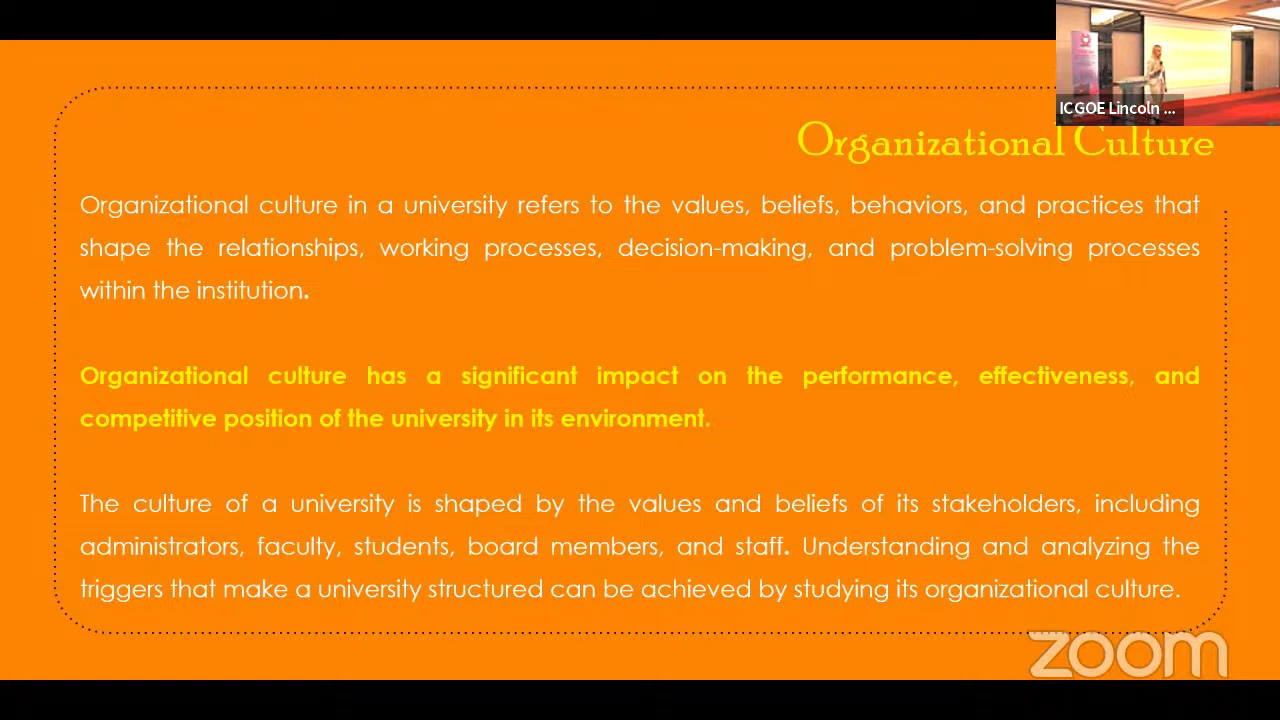 ICGOE Lincoln ...
Organizational Culture
Organizational culture in a university refers to the values, beliefs, behaviors, and practices that
shape the relationships, working processes, decision-making, and problem-solving processes
within the institution.
Organizational culture has a significant impact on the performance, effectiveness, and
competitive position of the university in its environment.
The culture of a university is shaped by the values and beliefs of its stakeholders, including
administrators, faculty, students, board members, and staff. Understanding and analyzing the
triggers that make a university structured can be achieved by studying its organizational culture.
zoom